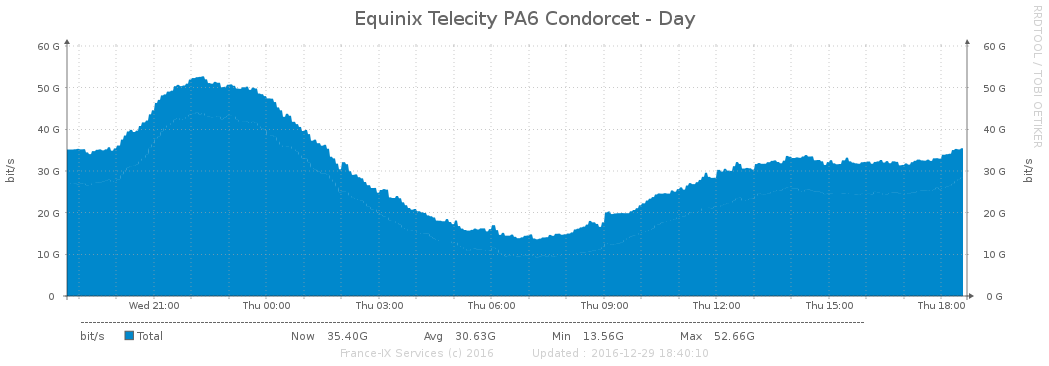 Equinix Telecity PA6 Condorcet - Day
RRDTOOL / TOBI OETIKER
bit/s
60 G 60 G
50 G 50 G
40 G 40 G
30 G 30 G
20 G 20 G
10 G 10 G
0 0 G
bit/s
Wed 21:00 Thu 00:00 Thu 03:00 Thu 06:00 Thu 09:00 Thu 12:00 Thu 15:00 Thu 18:00
bit/s Total Now 35.40G Avg 30.63G Min 13.56G Max 52.66G
France-IX Services (c) 2016 Updated : 2016-12-29 18:40:10